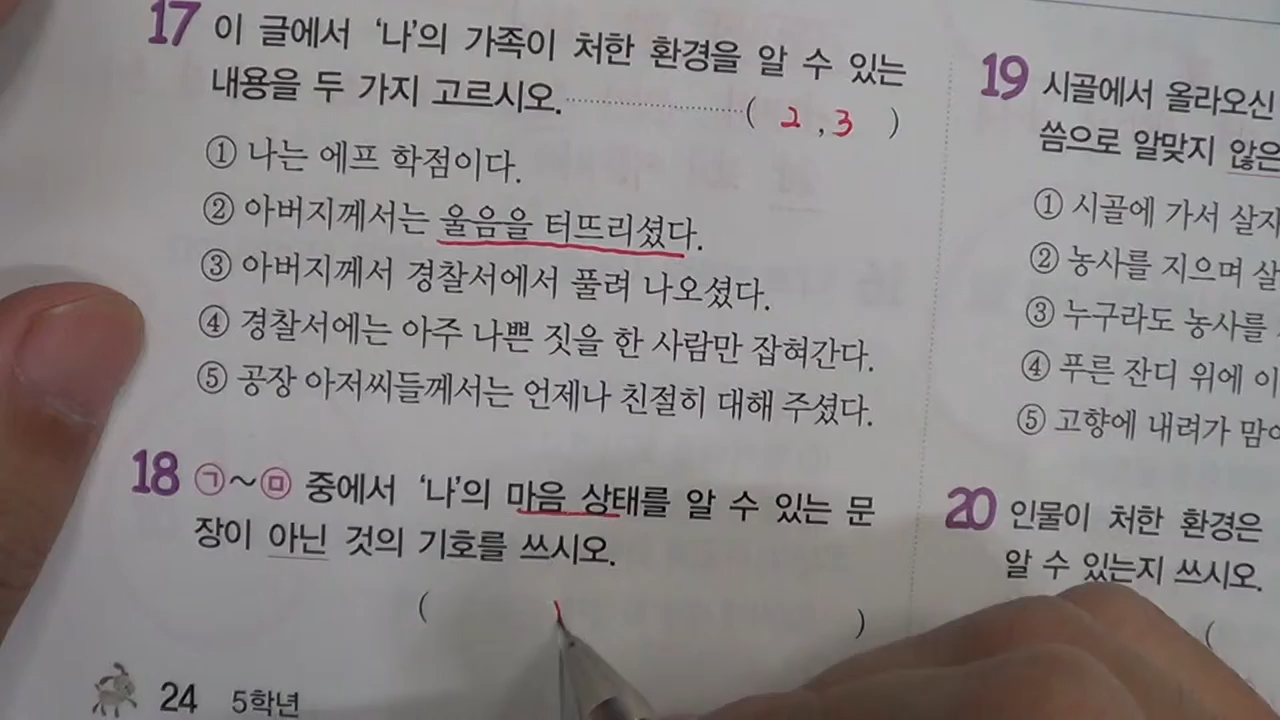 17 이 글에서 '나'의 가족이 처한 환경을 알 수 있는
내용을 두 가지 고르시오. ( 2, 3 )
① 나는 에프 학점이다.
② 아버지께서는 울음을 터뜨리셨다.
③ 아버지께서 경찰서에서 풀려 나오셨다.
④ 경찰서에는 아주 나쁜 짓을 한 사람만 잡혀간다.
⑤ 공장 아저씨들께서는 언제나 친절히 대해 주셨다.
18 ㉠~㉤ 중에서 '나'의 마음 상태를 알 수 있는 문
장이 아닌 것의 기호를 쓰시오.
( )
24 5학년
19 시골에서 올라오신
씀으로 알맞지 않은
① 시골에 가서 살자
② 농사를 지으며 살
③ 누구라도 농사를
④ 푸른 잔디 위에 이
⑤ 고향에 내려가 맘
20 인물이 처한 환경은
알 수 있는지 쓰시오.
(